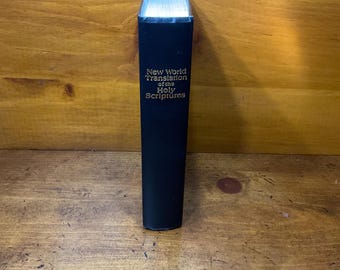 New World
Translation
of the
Holy
Scriptures